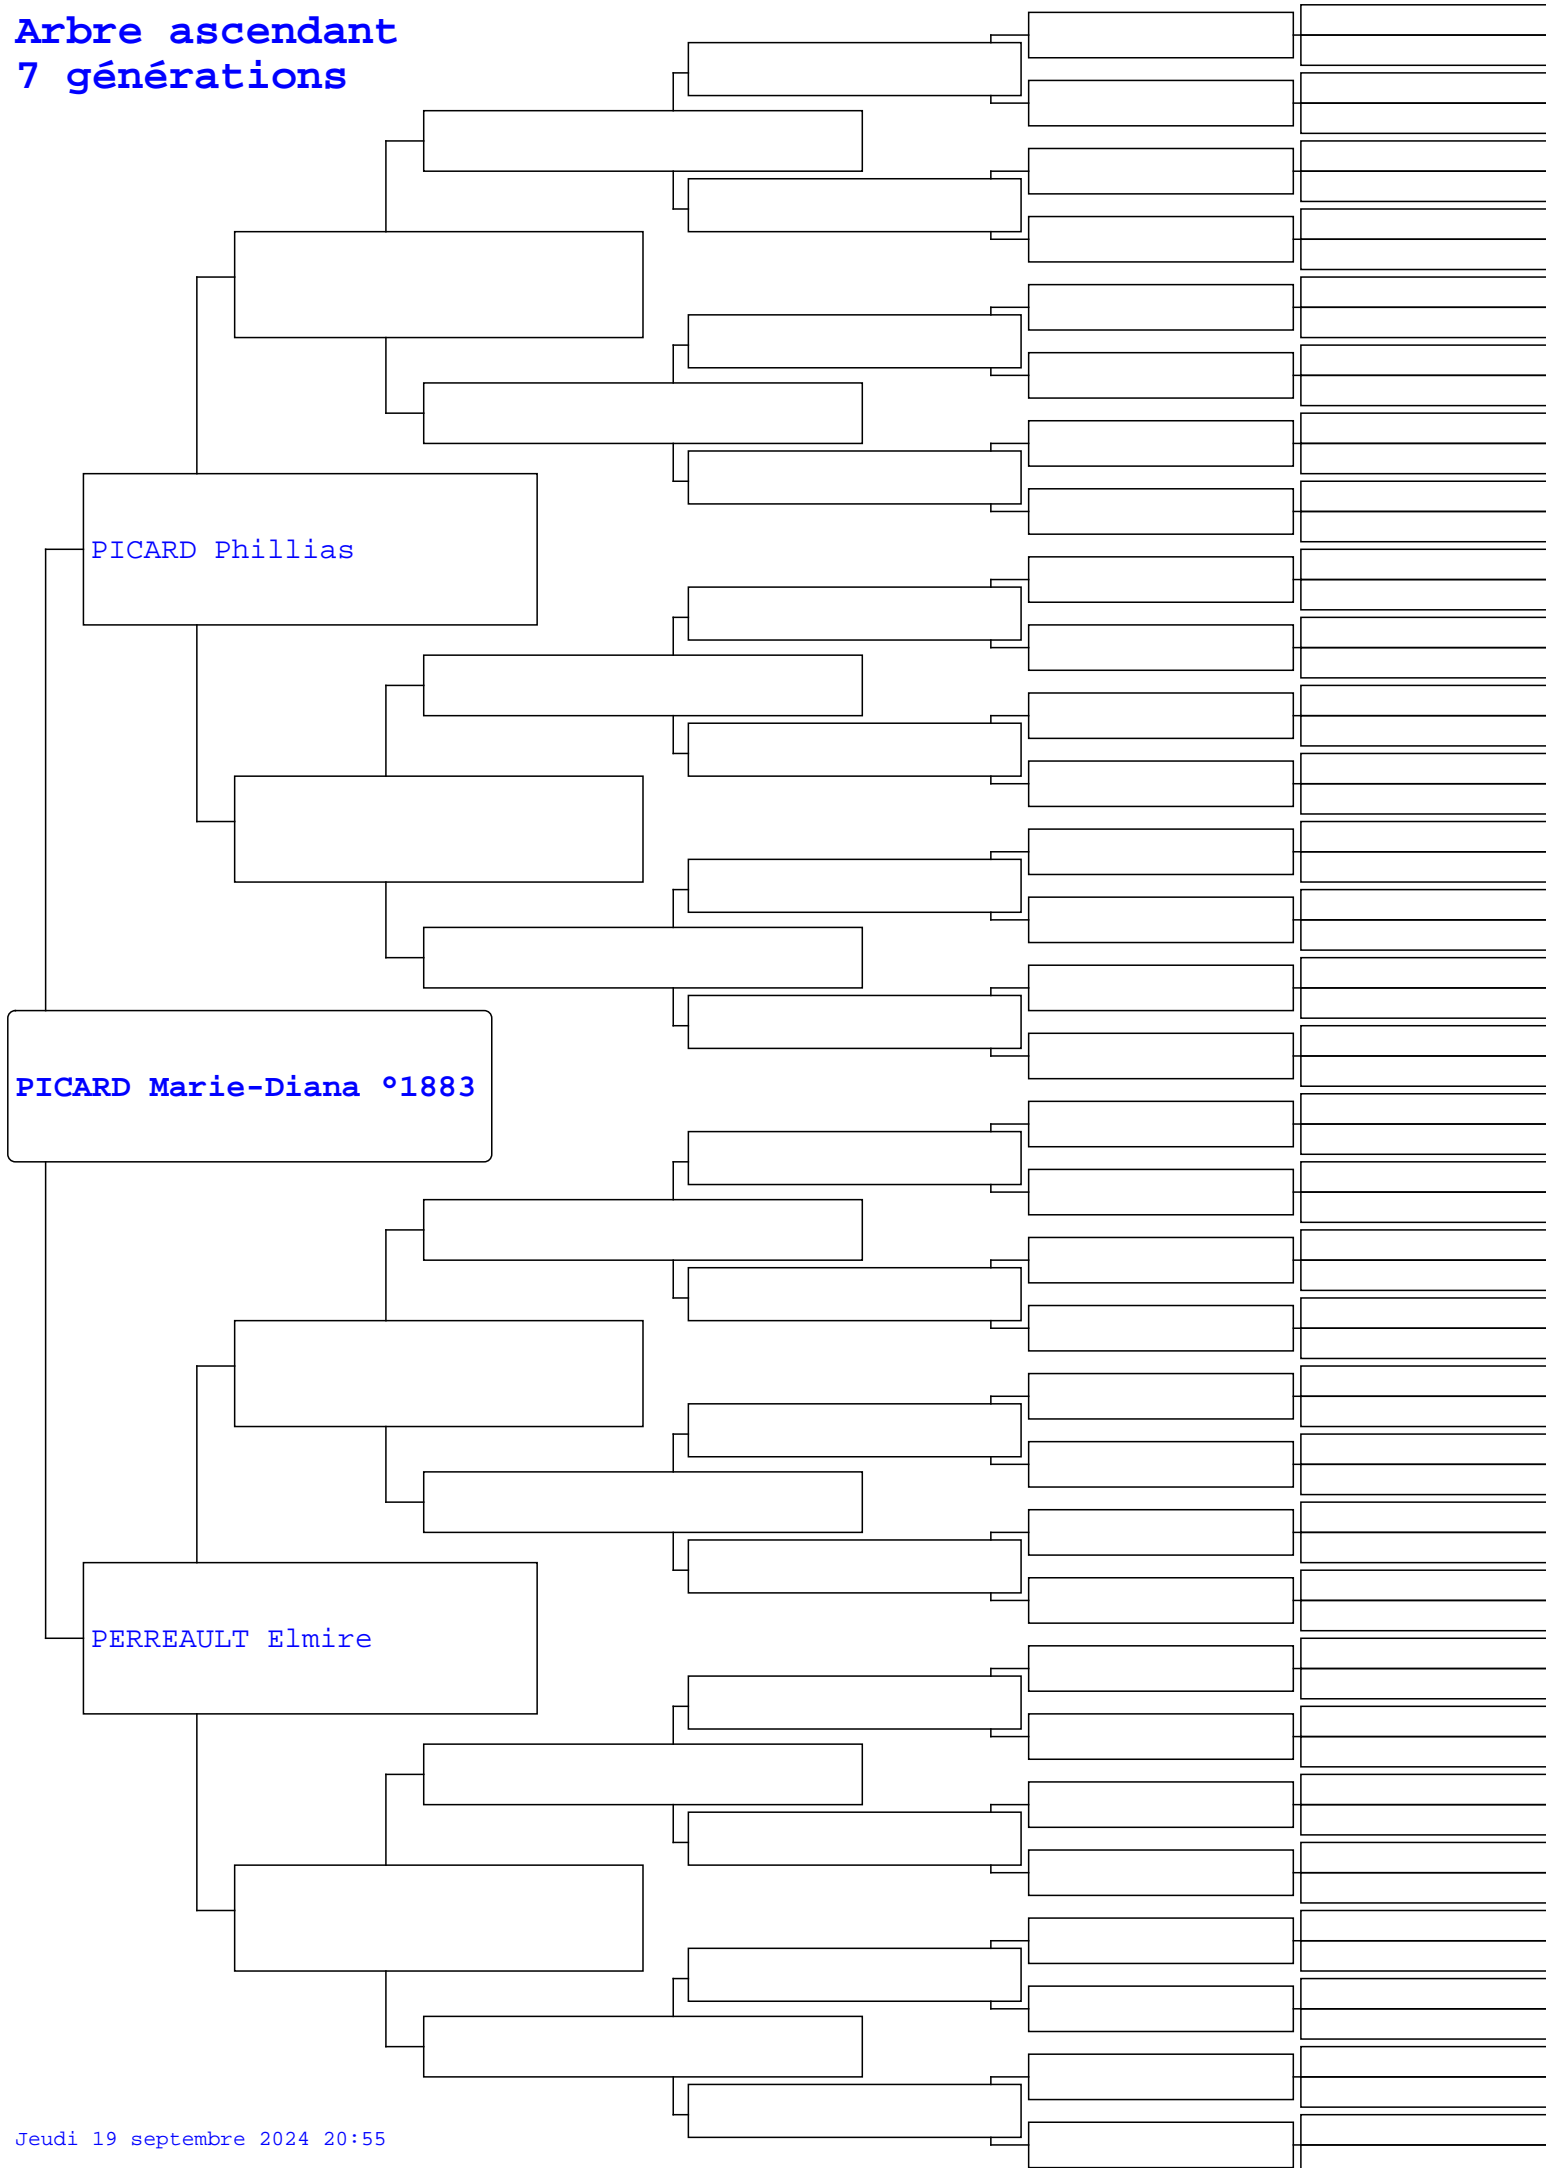 Arbre ascendant
7 générations
PICARD Phillias
PICARD Marie-Diana °1883
PERREAULT Elmire
Jeudi 19 septembre 2024 20:55